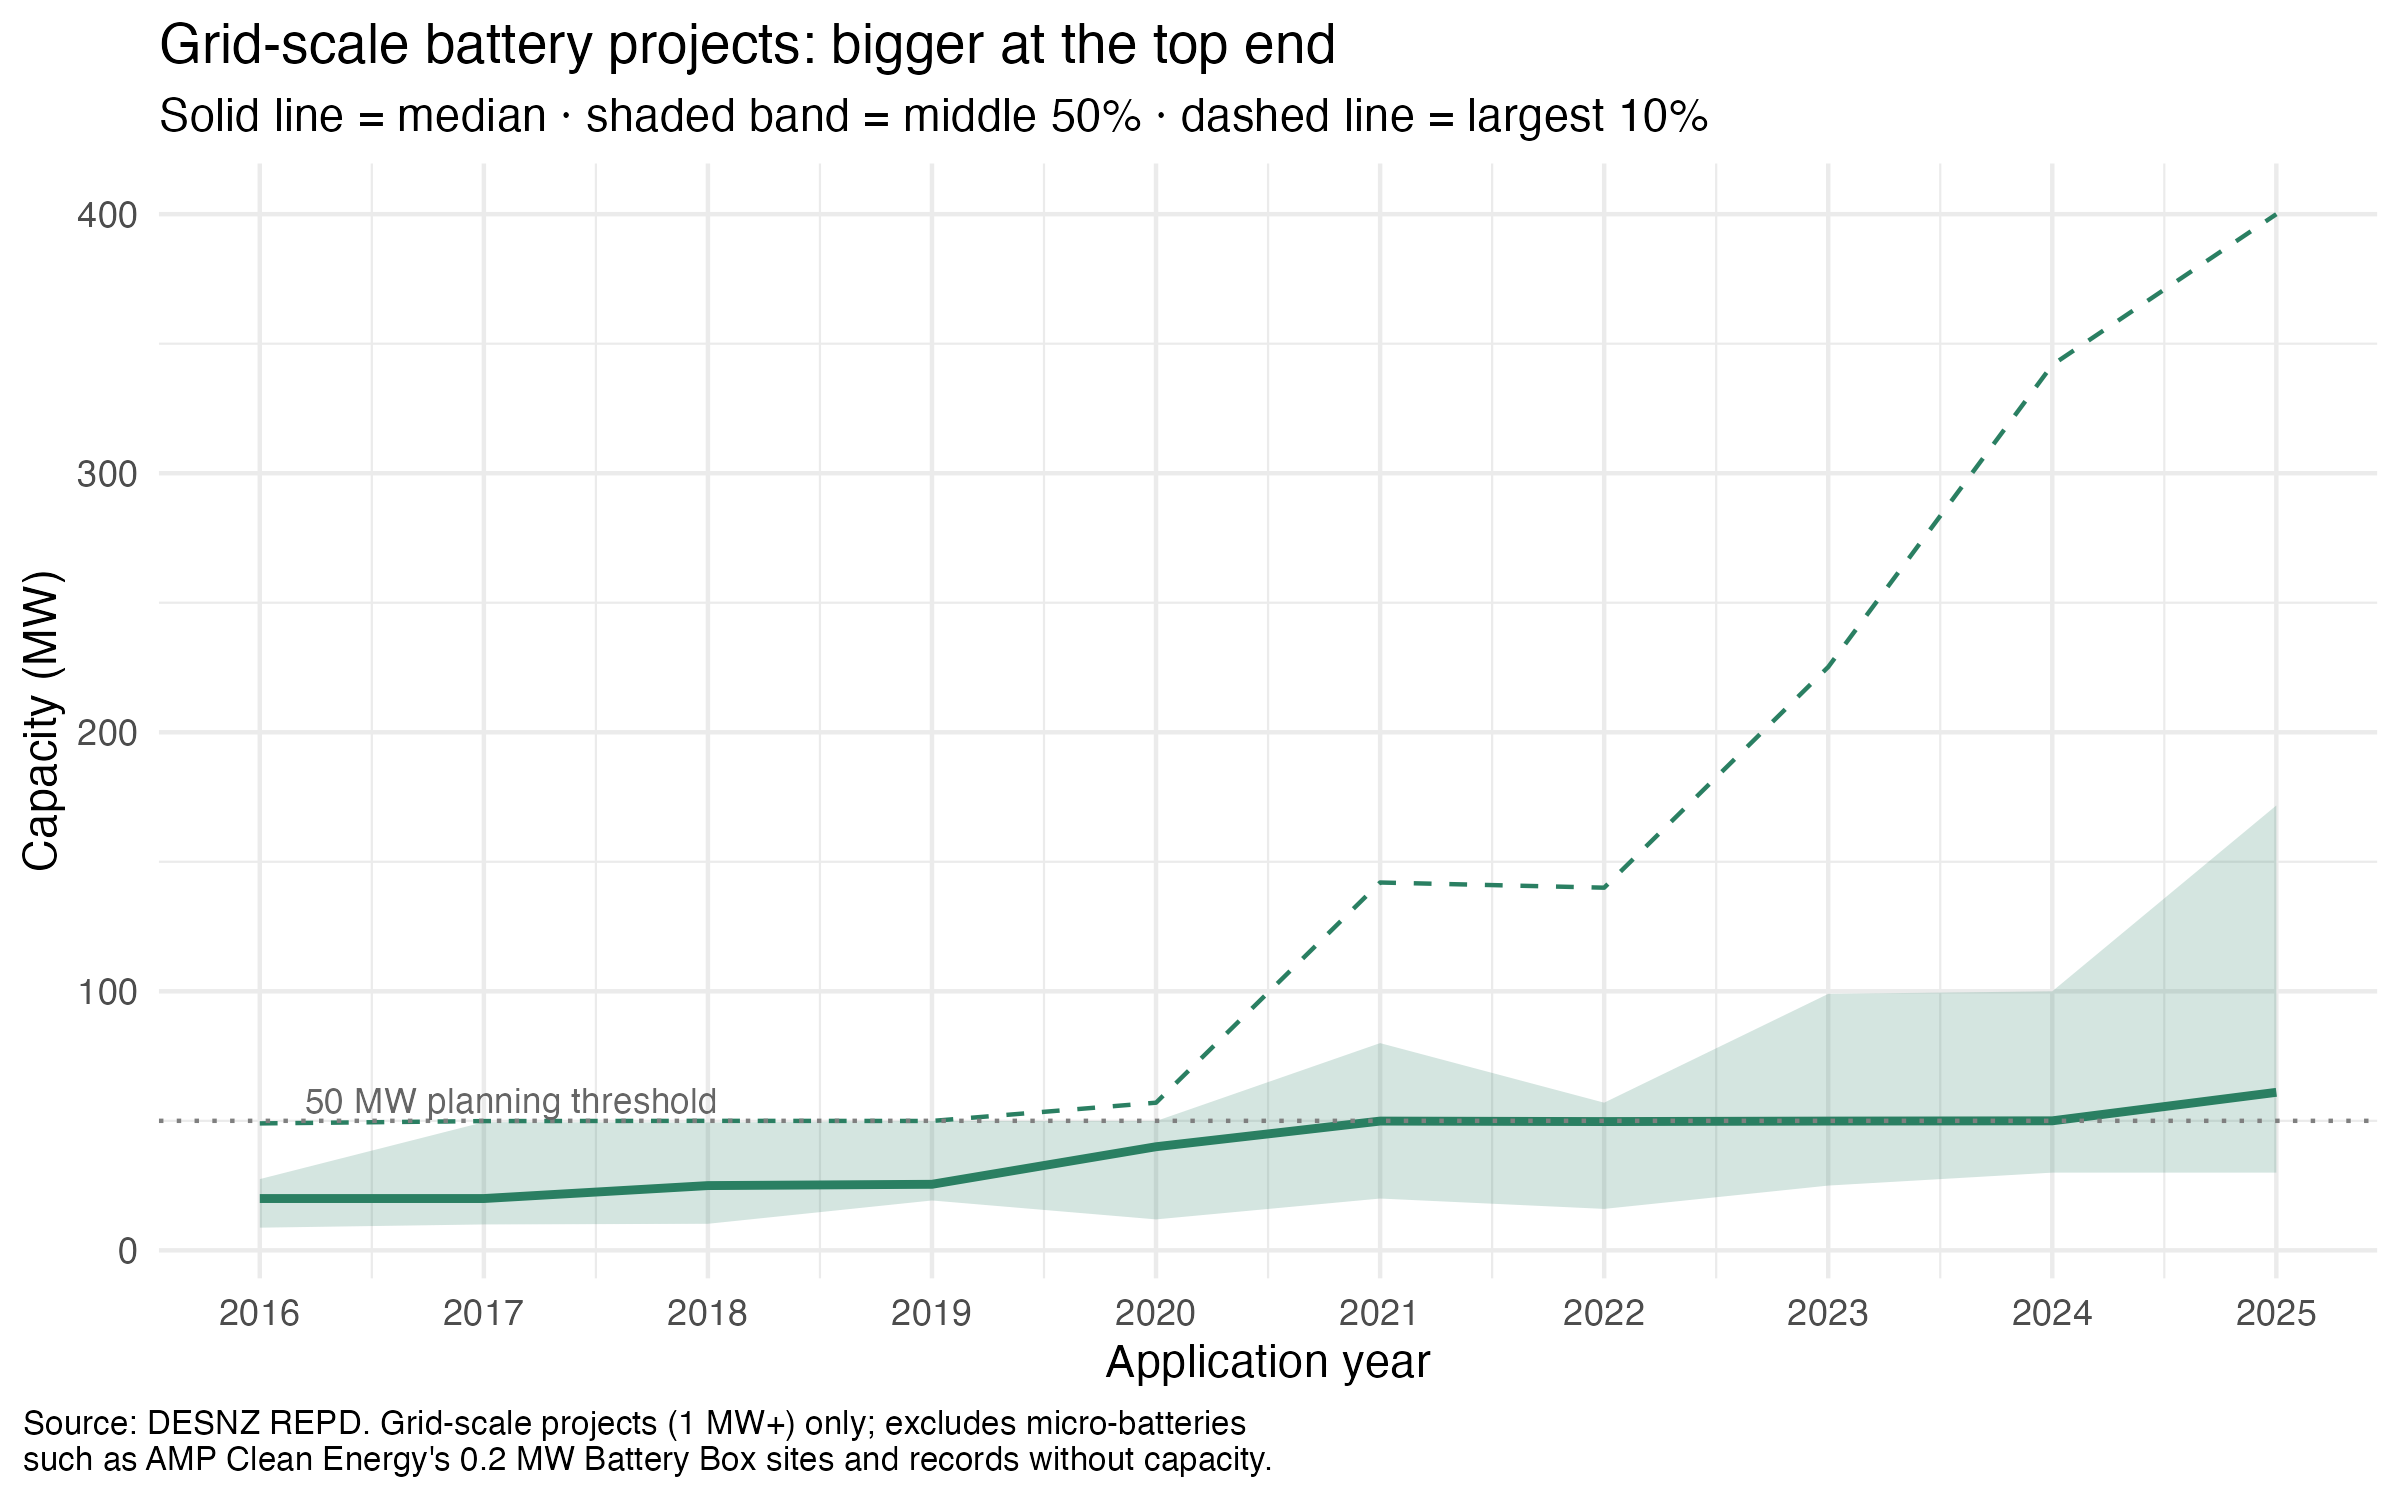 Grid-scale battery projects: bigger at the top end
Solid line = median · shaded band = middle 50% · dashed line = largest 10%
Capacity (MW)
400
300
200
100
0
50 MW planning threshold
2016 2017 2018 2019 2020 2021 2022 2023 2024 2025
Application year
Source: DESNZ REPD. Grid-scale projects (1 MW+) only; excludes micro-batteries
such as AMP Clean Energy's 0.2 MW Battery Box sites and records without capacity.